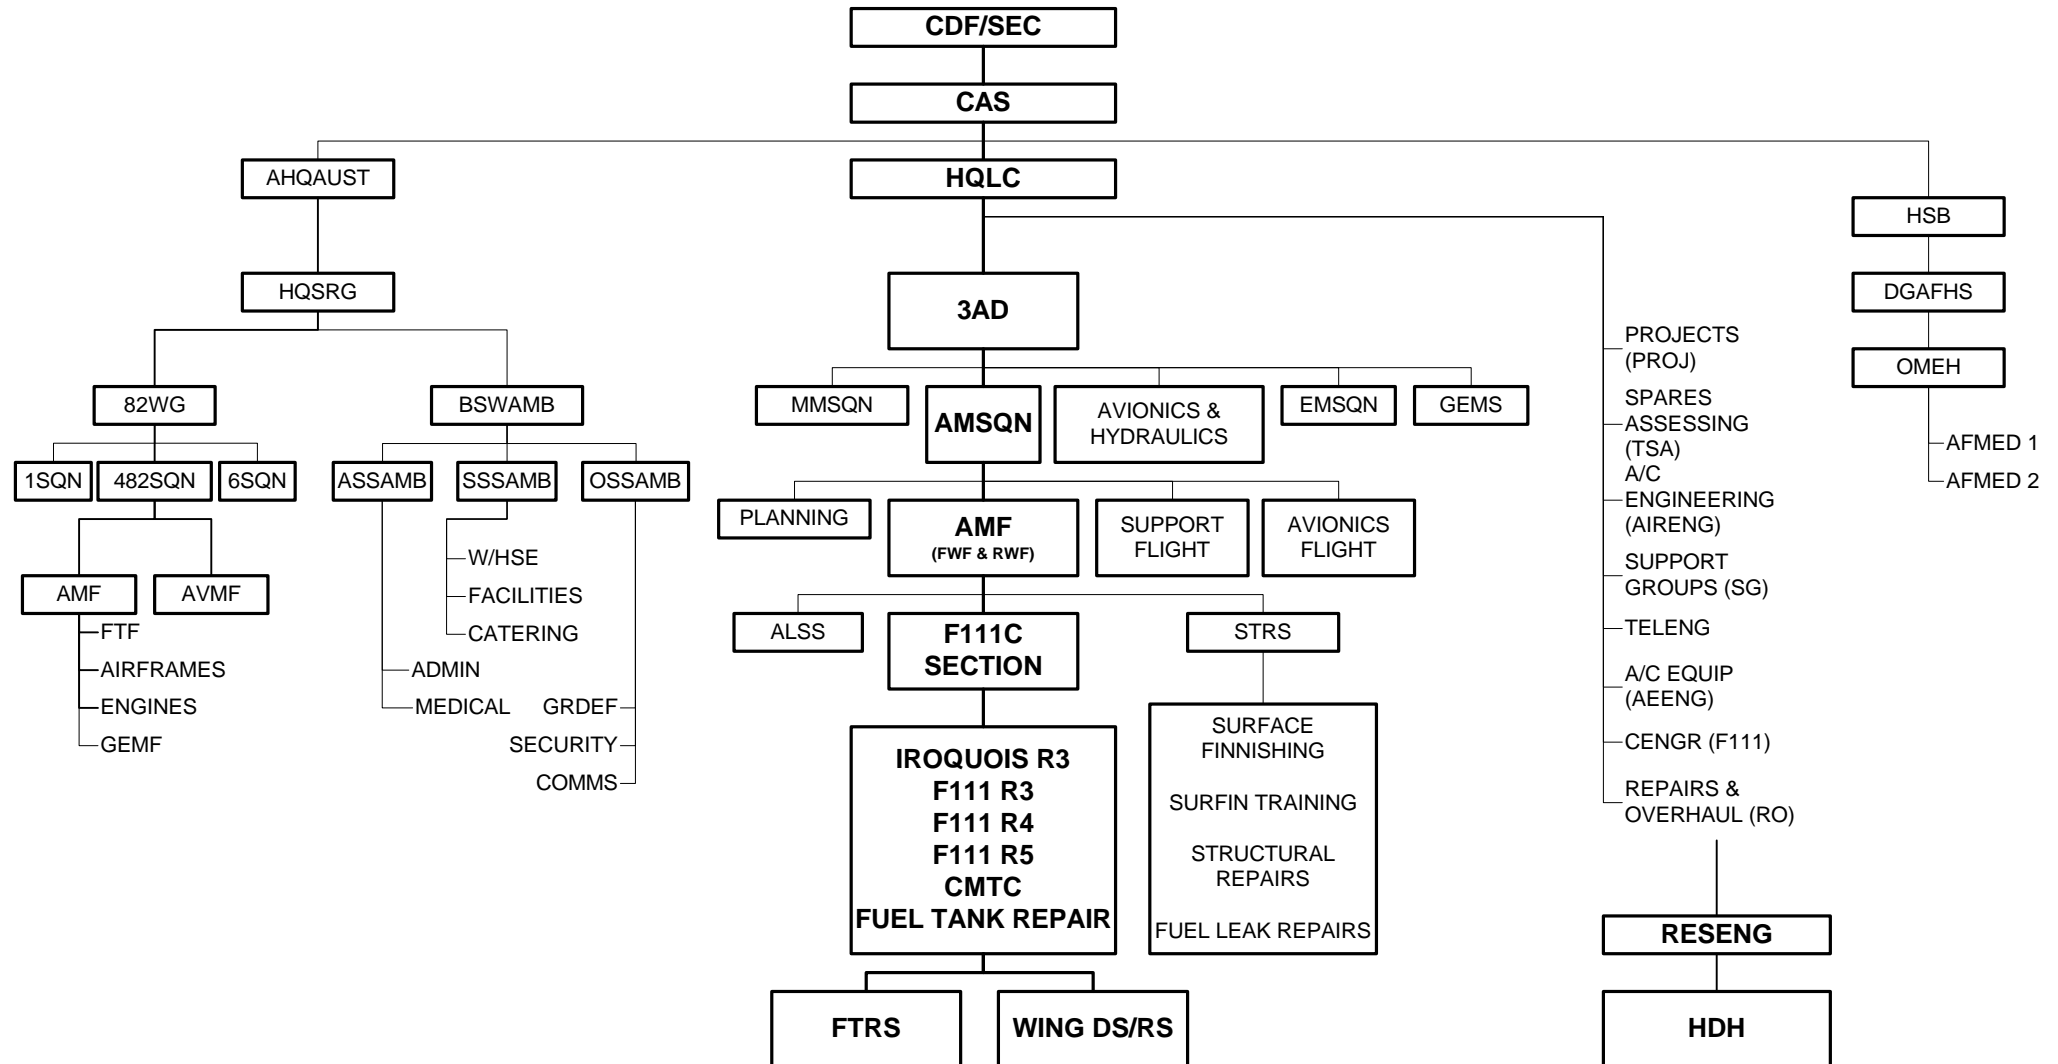 CDF/SEC
CAS
AHQAUST
HQLC
HSB
HQSRG
3AD
DGAFHS
OMEH
AFMED 1
AFMED 2
82WG
BSWAMB
1SQN
482SQN
6SQN
ASSAMB
SSSAMB
OSSAMB
AMF
AVMF
FTF
AIRFRAMES
ENGINES
GEMF
W/HSE
FACILITIES
CATERING
ADMIN
MEDICAL
GRDEF
SECURITY
COMMS
MMSQN
AMSQN
AVIONICS &
HYDRAULICS
EMSQN
GEMS
PLANNING
AMF
(FWF & RWF)
SUPPORT
FLIGHT
AVIONICS
FLIGHT
ALSS
F111C
SECTION
STRS
IROQUOIS R3
F111 R3
F111 R4
F111 R5
CMTC
FUEL TANK REPAIR
SURFACE
FINNISHING
SURFIN TRAINING
STRUCTURAL
REPAIRS
FUEL LEAK REPAIRS
FTRS
WING DS/RS
PROJECTS
(PROJ)
SPARES
ASSESSING
(TSA)
A/C
ENGINEERING
(AIRENG)
SUPPORT
GROUPS (SG)
TELENG
A/C EQUIP
(AEENG)
CENGR (F111)
REPAIRS &
OVERHAUL (RO)
RESENG
HDH